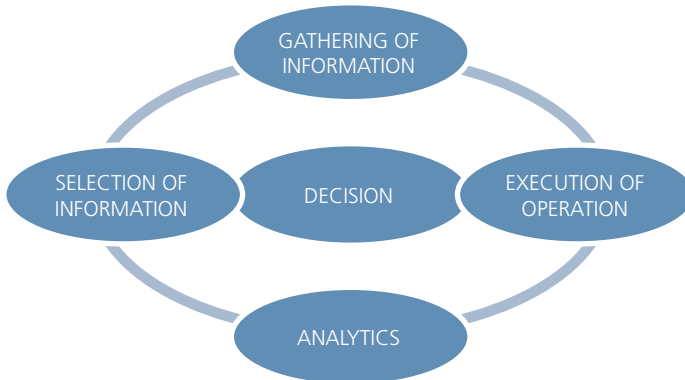 GATHERING OF
INFORMATION
SELECTION OF
INFORMATION
DECISION
EXECUTION OF
OPERATION
ANALYTICS